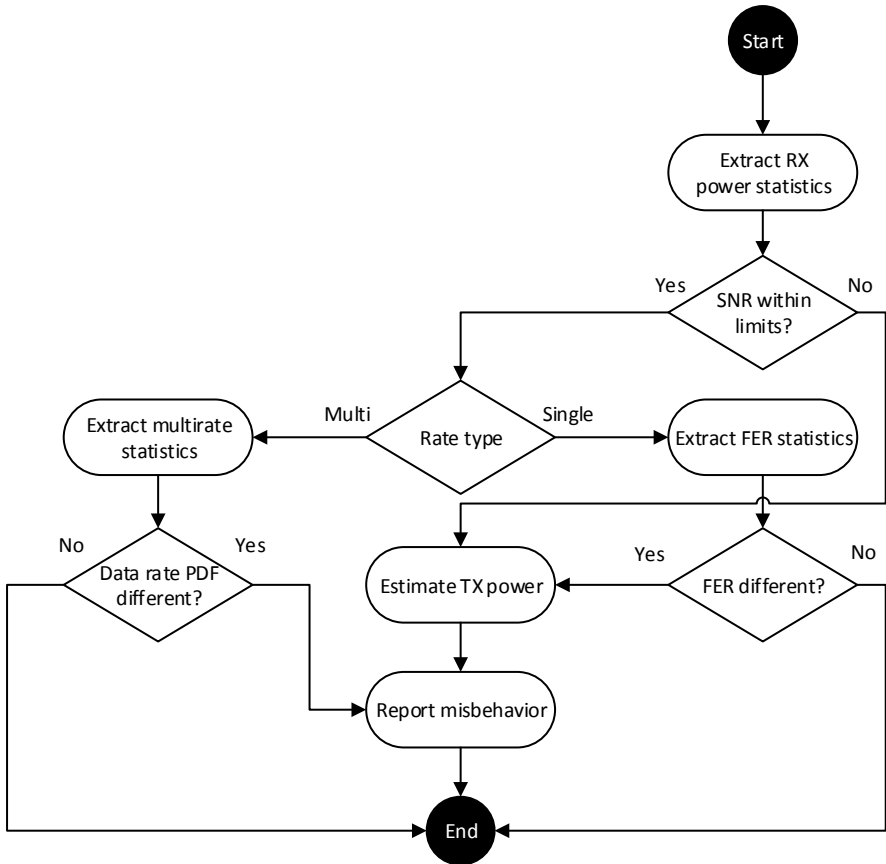 Start
Extract RX
power statistics
Yes
No
SNR within
limits?
Multi
Single
Extract multirate
statistics
Rate type
Extract FER statistics
No
Yes
Yes
No
Data rate PDF
different?
Estimate TX power
FER different?
Report misbehavior
End